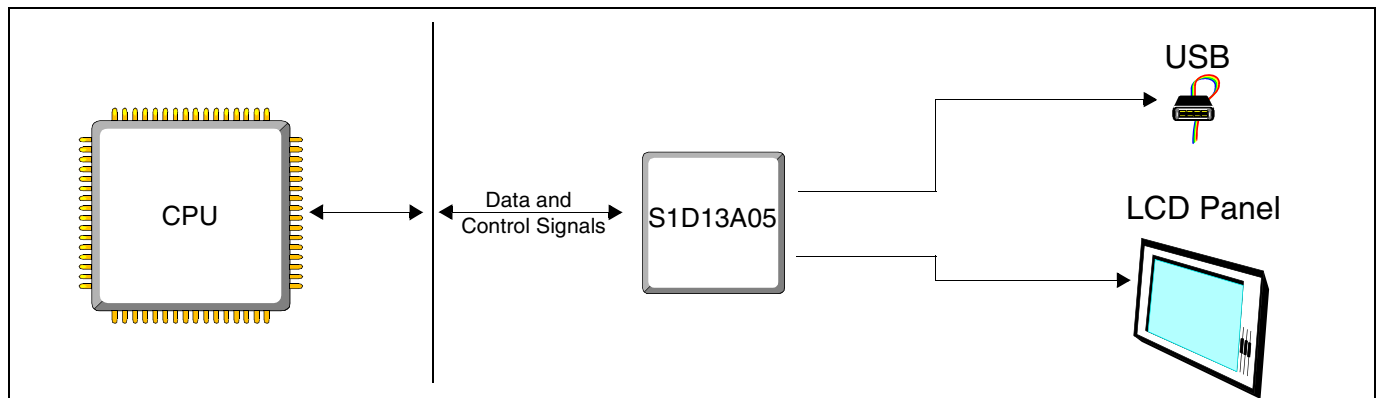 USB
CPU
Data and
Control Signals
S1D13A05
LCD Panel